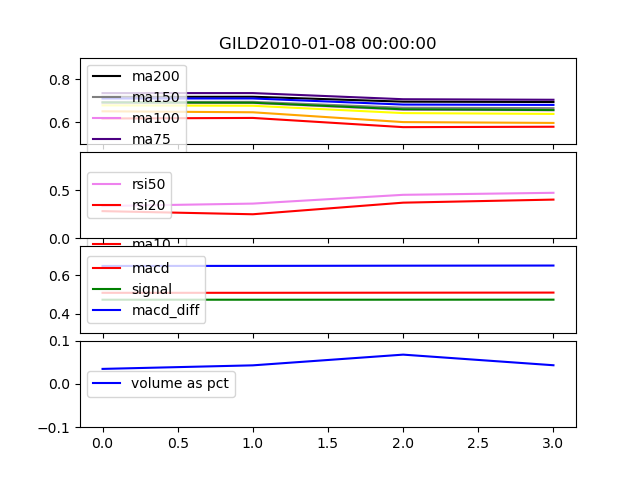 GILD2010-01-08 00:00:00
0.8
0.6
ma200
ma150
ma100
ma75
0.5
0.0
rsi50
rsi20
ma10
0.6
0.4
macd
signal
macd_diff
0.1
0.0
−0.1
volume as pct
0.0 0.5 1.0 1.5 2.0 2.5 3.0